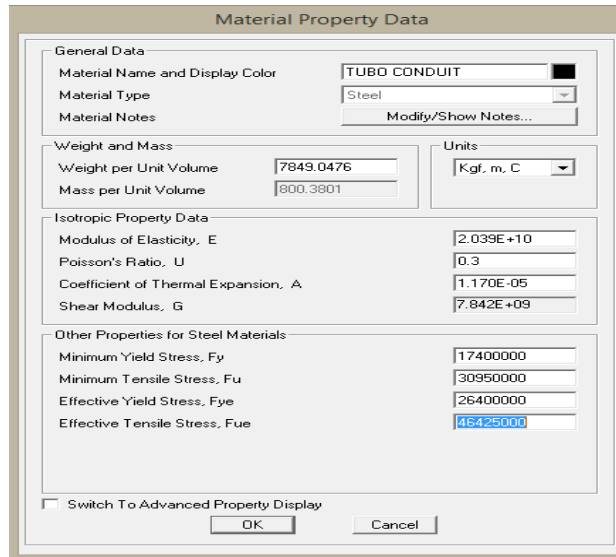 Material Property Data
General Data
Material Name and Display Color TUBO CONDUIT
Material Type Steel
Material Notes Modify/Show Notes...
Weight and Mass Units
Weight per Unit Volume 7849.0476 Kgf, m, C
Mass per Unit Volume 800.3801
Isotropic Property Data
Modulus of Elasticity, E 2.039E+10
Poisson's Ratio, U 0.3
Coefficient of Thermal Expansion, A 1.170E-05
Shear Modulus, G 7.842E+09
Other Properties for Steel Materials
Minimum Yield Stress, Fy 17400000
Minimum Tensile Stress, Fu 30950000
Effective Yield Stress, Fye 26400000
Effective Tensile Stress, Fue 46425000
Switch To Advanced Property Display
OK Cancel